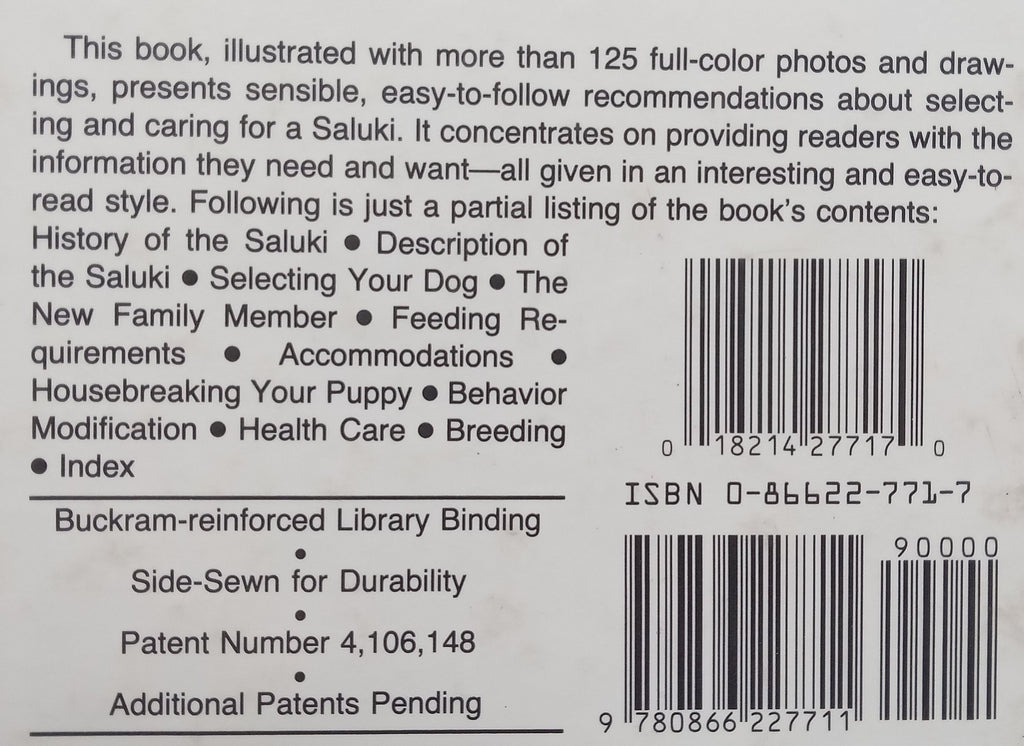 This book, illustrated with more than 125 full-color photos and draw-
ings, presents sensible, easy-to-follow recommendations about select-
ing and caring for a Saluki. It concentrates on providing readers with the
information they need and want—all given in an interesting and easy-to-
read style. Following is just a partial listing of the book's contents:
History of the Saluki ● Description of
the Saluki ● Selecting Your Dog ● The
New Family Member ● Feeding Re-
quirements ● Accommodations ●
Housebreaking Your Puppy ● Behavior
Modification ● Health Care ● Breeding
● Index
Buckram-reinforced Library Binding
●
Side-Sewn for Durability
●
Patent Number 4,106,148
●
Additional Patents Pending
0 18214 27717 0
ISBN 0-86622-771-7
90000
9 780866 227711